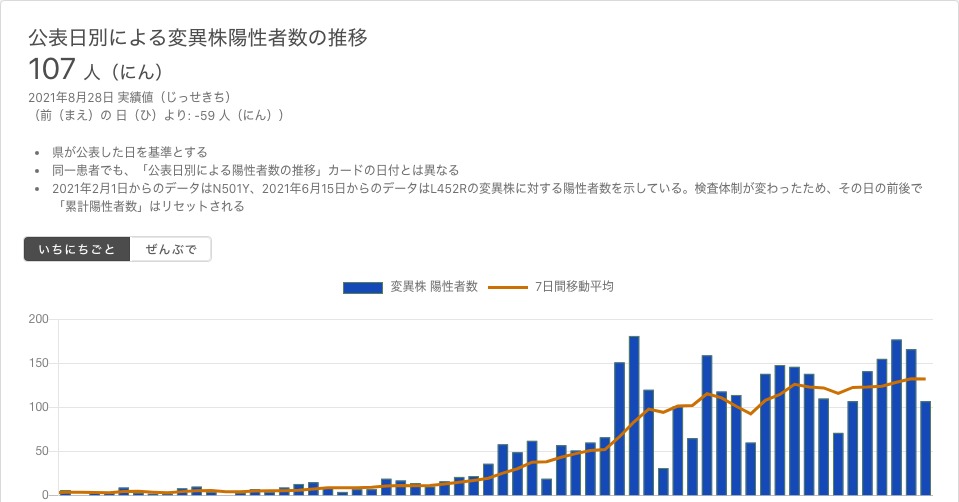 公表日別による変異株陽性者数の推移
107 人（にん）
2021年8月28日 実績値（じっせきち）
（前（まえ）の 日（ひ）より: -59 人（にん））
• 県が公表した日を基準とする
• 同一患者でも、「公表日別による陽性者数の推移」カードの日付とは異なる
• 2021年2月1日からのデータはN501Y、2021年6月15日からのデータはL452Rの変異株に対する陽性者数を示している。検査体制が変わったため、その日の前後で
「累計陽性者数」はリセットされる
いちにちごと ぜんぶで
変異株 陽性者数 7日間移動平均
200
150
100
50
0